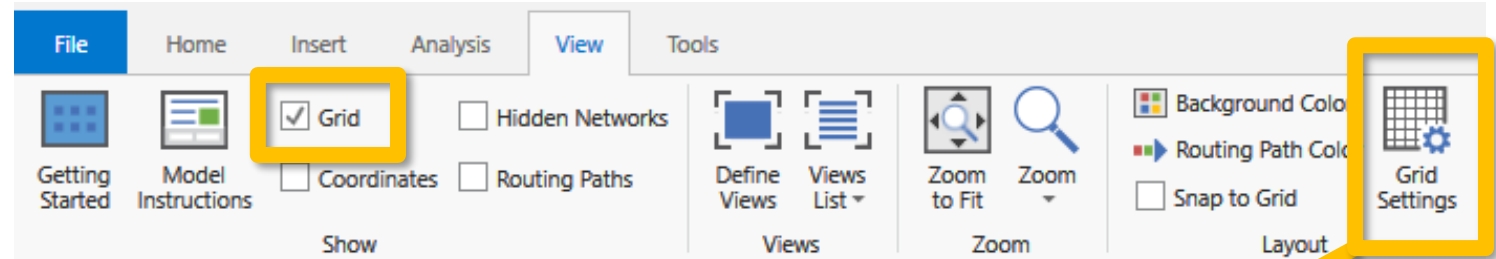 File Home Insert Analysis View Tools
Grid Hidden Networks
Coordinates Routing Paths
Getting Started
Model Instructions
Define Views
Views List
Zoom to Fit
Zoom
Background Colo
Routing Path Colo
Snap to Grid
Grid Settings
Show Views Zoom Layout